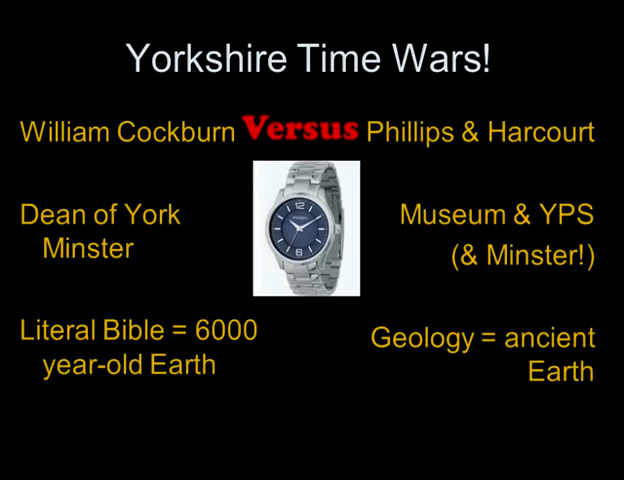 Yorkshire Time Wars!
William Cockburn Versus Phillips & Harcourt
Dean of York
Minster
Museum & YPS
(& Minster!)
Literal Bible = 6000
year-old Earth
Geology = ancient
Earth